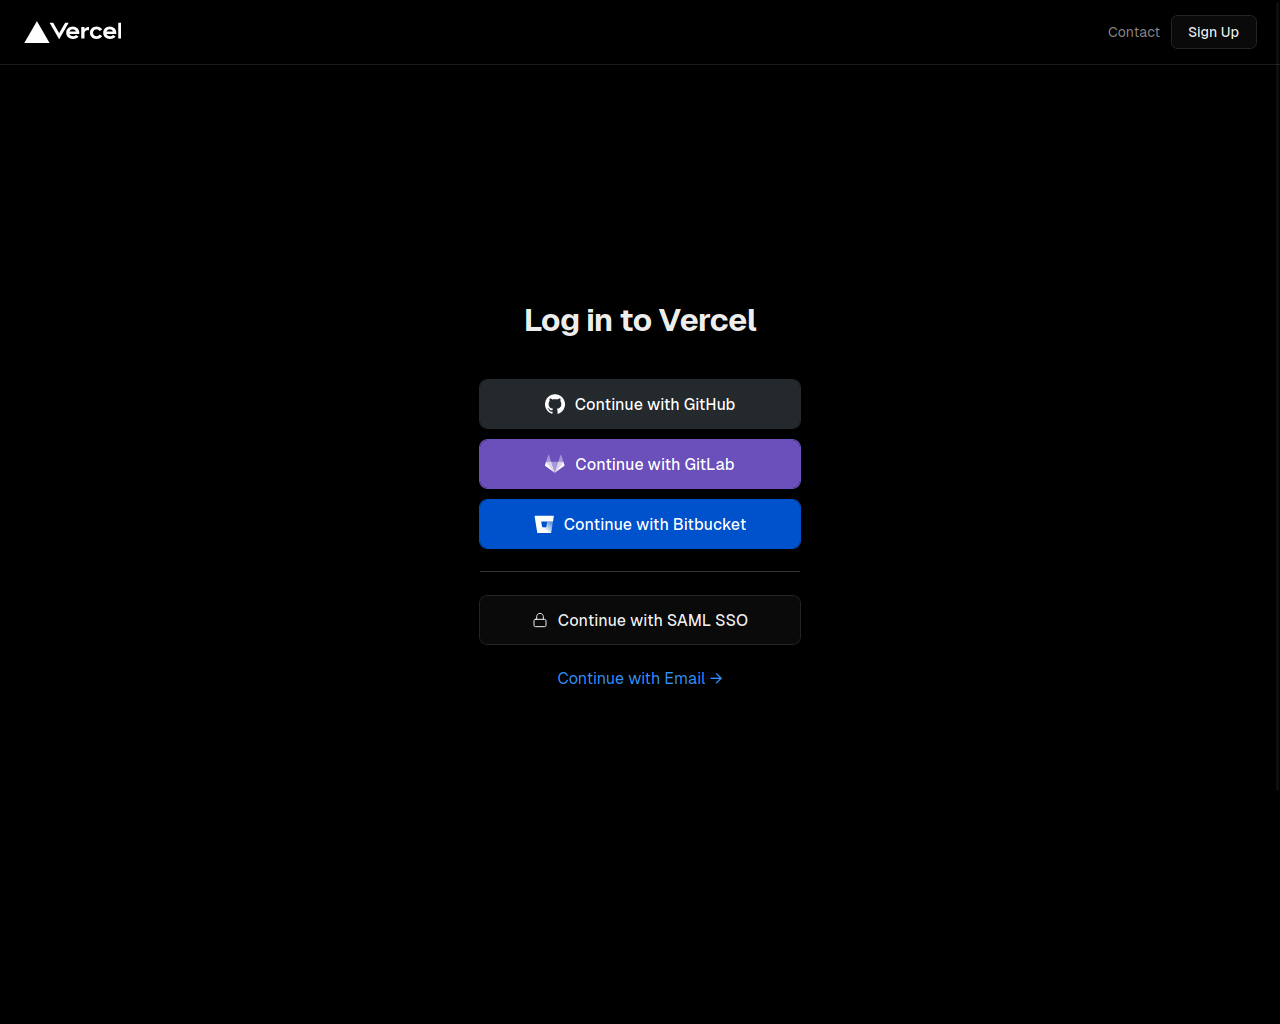 Vercel
Contact
Sign Up
Log in to Vercel
Continue with GitHub
Continue with GitLab
Continue with Bitbucket
Continue with SAML SSO
Continue with Email →